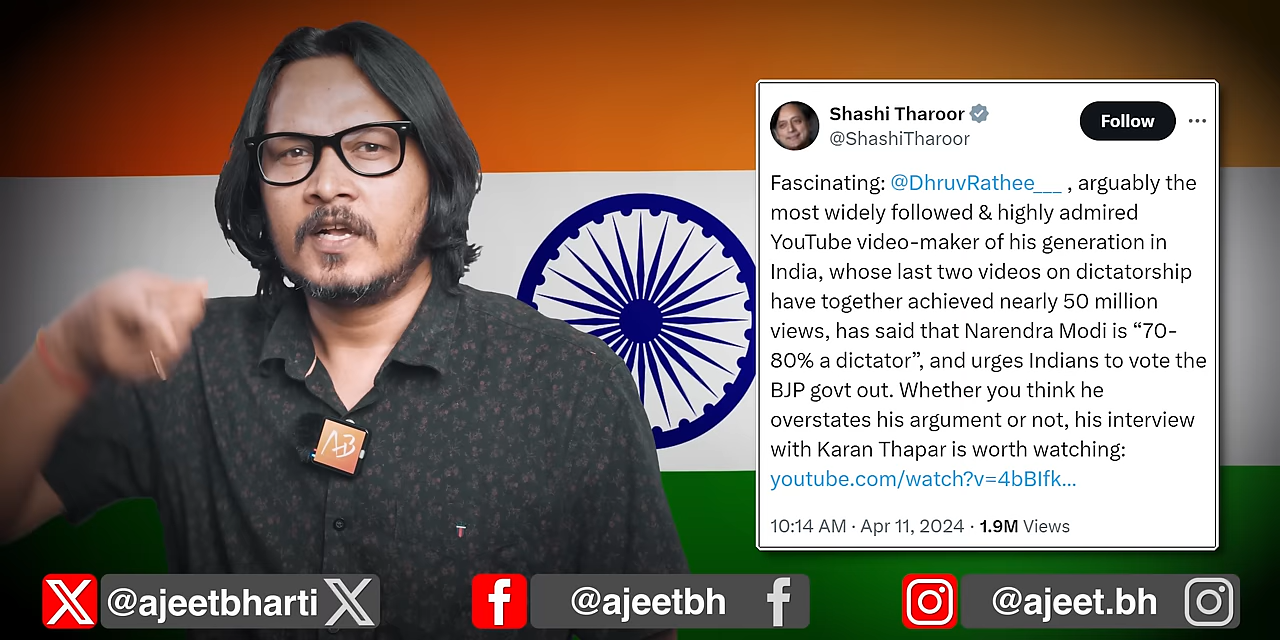 Shashi Tharoor
@ShashiTharoor
Follow
Fascinating: @DhruvRathee___ , arguably the
most widely followed & highly admired
YouTube video-maker of his generation in
India, whose last two videos on dictatorship
have together achieved nearly 50 million
views, has said that Narendra Modi is “70-
80% a dictator”, and urges Indians to vote the
BJP govt out. Whether you think he
overstates his argument or not, his interview
with Karan Thapar is worth watching:
youtube.com/watch?v=4bBIfk...
10:14 AM · Apr 11, 2024 · 1.9M Views
AB
@ajeetbharti
@ajeetbh
@ajeet.bh